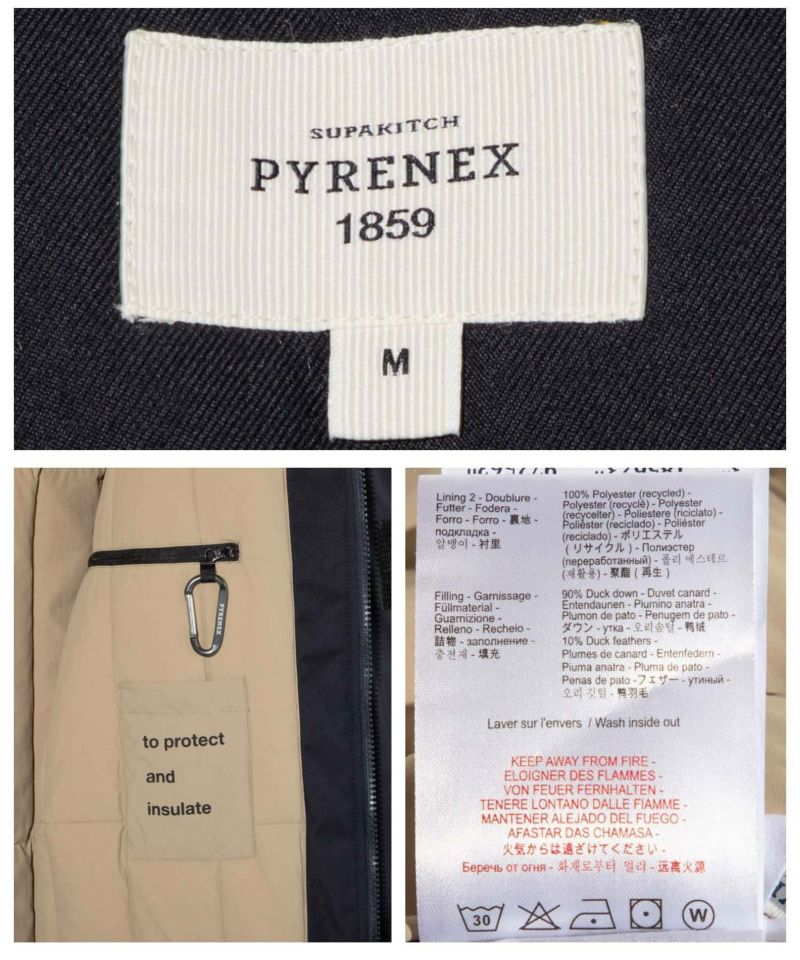 SUPAKITCH
PYRENEX
1859
M
PYRENEX
to protect
and
insulate
Lining 2 - Doublure -
Futter - Fodera -
Forro - Forro - 裏地 -
подкладка -
알맹이 - 衬里
100% Polyester (recycled) -
Polyester (recyclé) - Polyester
(recycelter) - Poliestere (riciclato) -
Poliéster (reciclado) - Poliéster
(reciclado) - ポリエステル
( リサイクル ) - Полиэстер
(переработанный) - 폴리 에스테르
(재활용) - 聚酯 ( 再生 )
Filling - Garnissage -
Füllmaterial -
Guarnizione -
Relleno - Recheio -
詰物 - заполнение -
충전재 - 填充
90% Duck down - Duvet canard -
Entendaunen - Piumino anatra -
Plumon de pato - Penugem de pato -
ダウン - утка - 오리솜털 - 鸭绒
10% Duck feathers -
Plumes de canard - Entenfedern -
Piuma anatra - Pluma de pato -
Penas de pato - フェザー - утиный -
오리 깃털 - 鸭羽毛
Laver sur l'envers / Wash inside out
KEEP AWAY FROM FIRE -
ELOIGNER DES FLAMMES -
VON FEUER FERNHALTEN -
TENERE LONTANO DALLE FIAMME -
MANTENER ALEJADO DEL FUEGO -
AFASTAR DAS CHAMASA -
火気からは遠ざけてください -
Беречь от огня - 화재로부터 멀리 - 远离火源
30
W